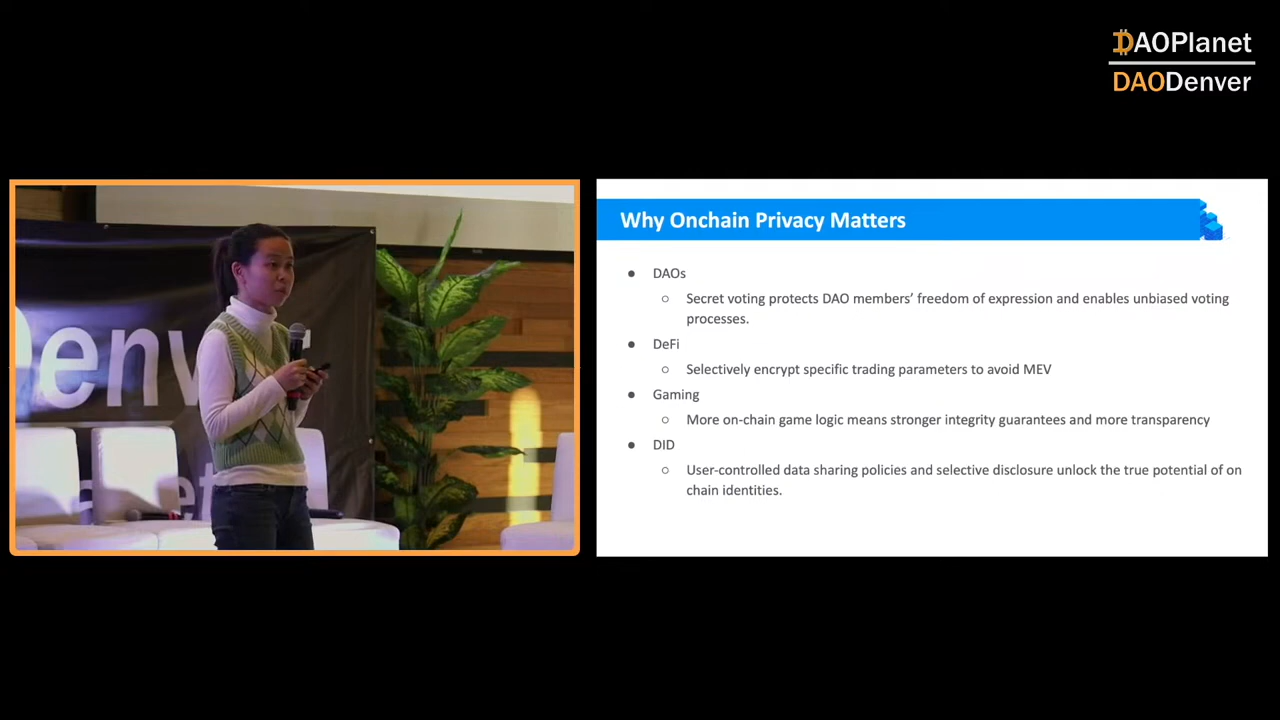 DAOPlanet
DAODenver
Denver
Why Onchain Privacy Matters
● DAOs
○ Secret voting protects DAO members’ freedom of expression and enables unbiased voting
processes.
● DeFi
○ Selectively encrypt specific trading parameters to avoid MEV
● Gaming
○ More on-chain game logic means stronger integrity guarantees and more transparency
● DID
○ User-controlled data sharing policies and selective disclosure unlock the true potential of on
chain identities.